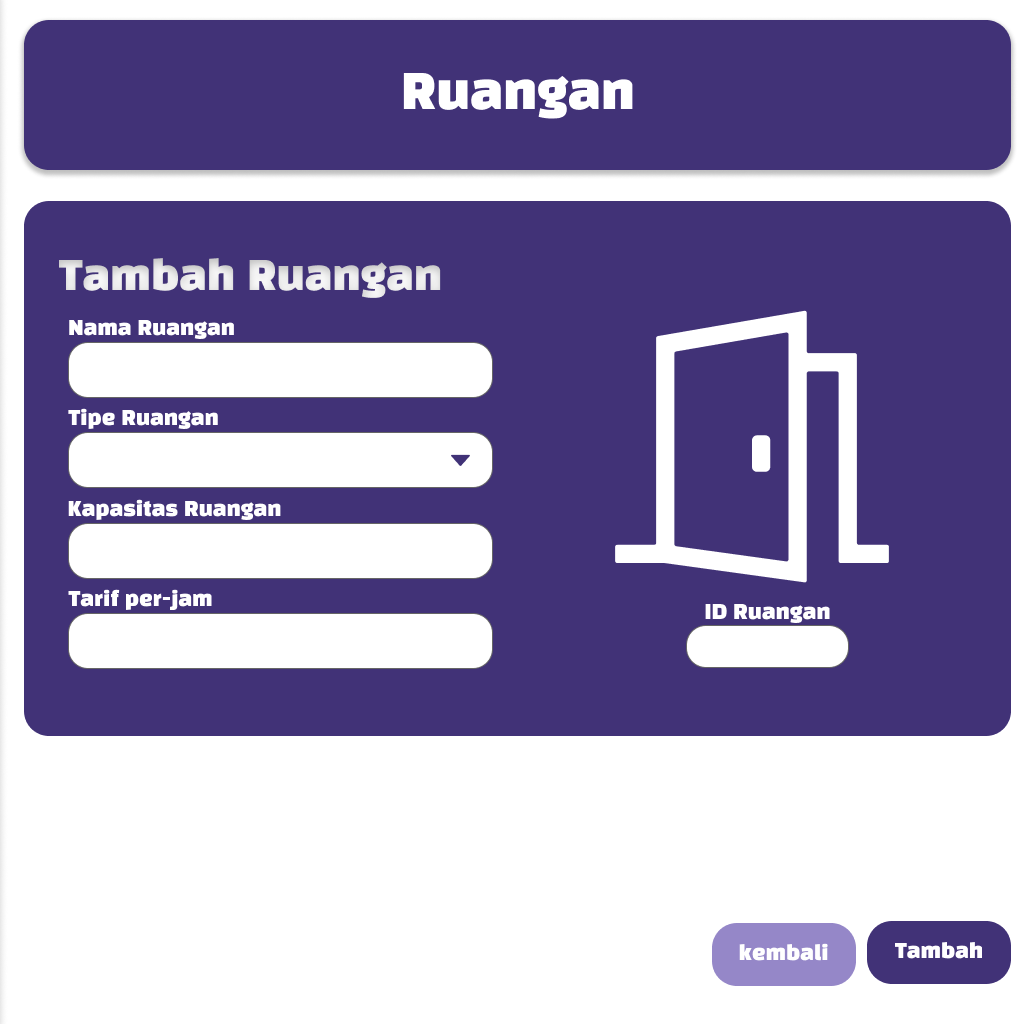 Ruangan
Tambah Ruangan
Nama Ruangan
Tipe Ruangan
Kapasitas Ruangan
Tarif per-jam
ID Ruangan
kembali
Tambah